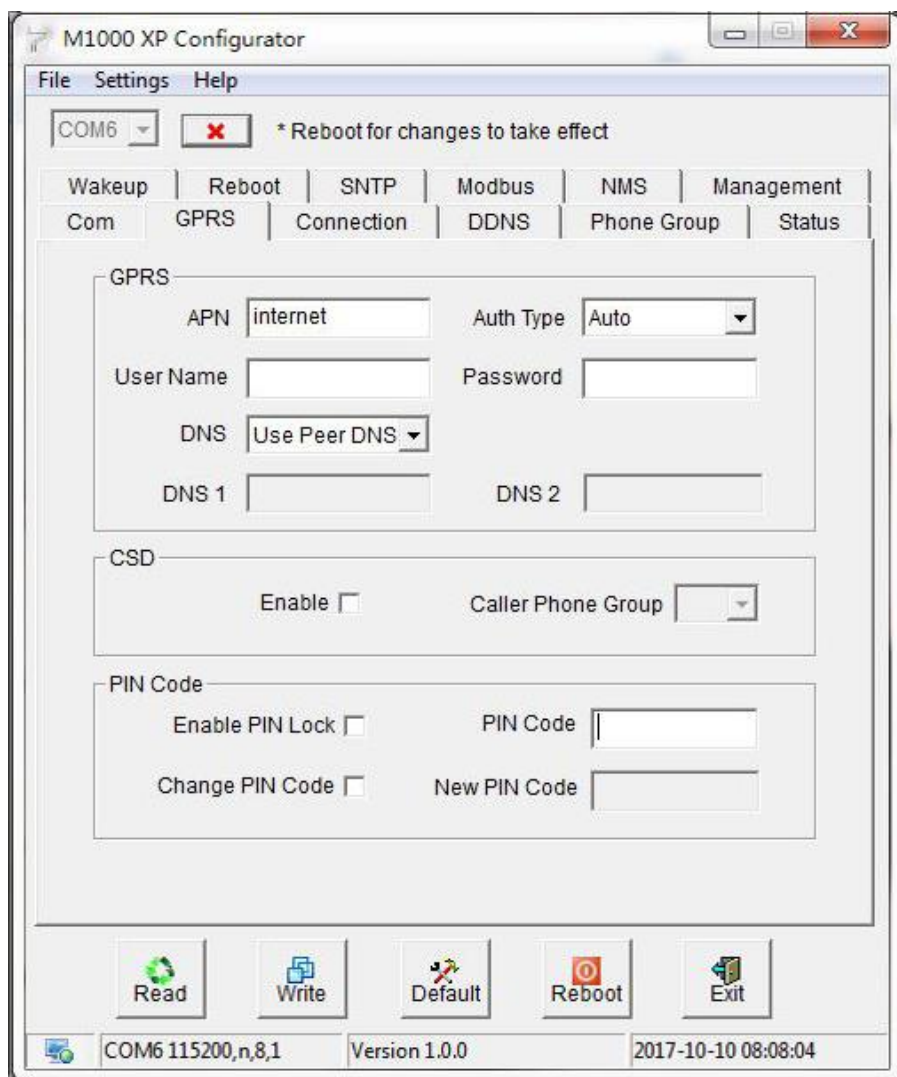 M1000 XP Configurator
File Settings Help
COM6 * Reboot for changes to take effect
Wakeup Reboot SNTP Modbus NMS Management
Com GPRS Connection DDNS Phone Group Status
GPRS
APN internet Auth Type Auto
User Name Password
DNS Use Peer DNS
DNS 1 DNS 2
CSD
Enable Caller Phone Group
PIN Code
Enable PIN Lock PIN Code
Change PIN Code New PIN Code
Read Write Default Reboot Exit
COM6 115200,n,8,1 Version 1.0.0 2017-10-10 08:08:04